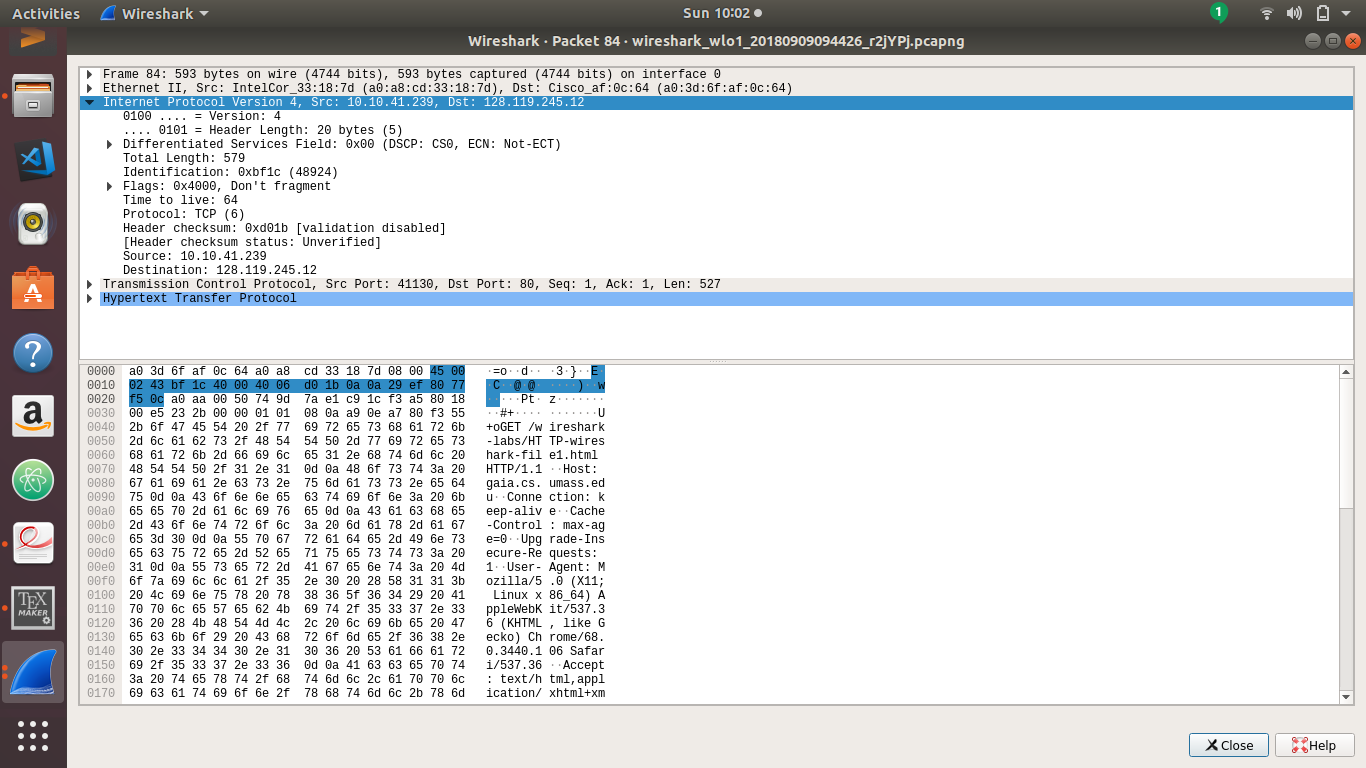 Activities Wireshark Sun 10:02 1
Wireshark · Packet 84 · wireshark_wlo1_20180909094426_r2jYPj.pcapng
Frame 84: 593 bytes on wire (4744 bits), 593 bytes captured (4744 bits) on interface 0
Ethernet II, Src: IntelCor_33:18:7d (a0:a8:cd:33:18:7d), Dst: Cisco_af:0c:64 (a0:3d:6f:af:0c:64)
Internet Protocol Version 4, Src: 10.10.41.239, Dst: 128.119.245.12
0100 .... = Version: 4
.... 0101 = Header Length: 20 bytes (5)
Differentiated Services Field: 0x00 (DSCP: CS0, ECN: Not-ECT)
Total Length: 579
Identification: 0xbf1c (48924)
Flags: 0x4000, Don't fragment
Time to live: 64
Protocol: TCP (6)
Header checksum: 0xd01b [validation disabled]
[Header checksum status: Unverified]
Source: 10.10.41.239
Destination: 128.119.245.12
Transmission Control Protocol, Src Port: 41130, Dst Port: 80, Seq: 1, Ack: 1, Len: 527
Hypertext Transfer Protocol
0000 a0 3d 6f af 0c 64 a0 a8 cd 33 18 7d 08 00 45 00 ·=o··d·· ·3·}··E·
0010 02 43 bf 1c 40 00 40 06 d0 1b 0a 0a 29 ef 80 77 ·C··@·@· ····)··w
0020 f5 0c a0 aa 00 50 74 9d 7a e1 c9 1c f3 a5 80 18 ·····Pt· z·······
0030 00 e5 23 2b 00 00 01 01 08 0a a9 0e a7 80 f3 55 ··#+···· ·······U
0040 2b 6f 47 45 54 20 2f 77 69 72 65 73 68 61 72 6b +oGET /w ireshark
0050 2d 6c 61 62 73 2f 48 54 54 50 2d 77 69 72 65 73 -labs/HT TP-wires
0060 68 61 72 6b 2d 66 69 6c 65 31 2e 68 74 6d 6c 20 hark-fil e1.html
0070 48 54 54 50 2f 31 2e 31 0d 0a 48 6f 73 74 3a 20 HTTP/1.1 ··Host:
0080 67 61 69 61 2e 63 73 2e 75 6d 61 73 73 2e 65 64 gaia.cs. umass.ed
0090 75 0d 0a 43 6f 6e 6e 65 63 74 69 6f 6e 3a 20 6b u··Conne ction: k
00a0 65 65 70 2d 61 6c 69 76 65 0d 0a 43 61 63 68 65 eep-aliv e··Cache
00b0 2d 43 6f 6e 74 72 6f 6c 3a 20 6d 61 78 2d 61 67 -Control : max-ag
00c0 65 3d 30 0d 0a 55 70 67 72 61 64 65 2d 49 6e 73 e=0··Upg rade-Ins
00d0 65 63 75 72 65 2d 52 65 71 75 65 73 74 73 3a 20 ecure-Re quests:
00e0 31 0d 0a 55 73 65 72 2d 41 67 65 6e 74 3a 20 4d 1··User- Agent: M
00f0 6f 7a 69 6c 6c 61 2f 35 2e 30 20 28 58 31 31 3b ozilla/5 .0 (X11;
0100 20 4c 69 6e 75 78 20 78 38 36 5f 36 34 29 20 41 Linux x 86_64) A
0110 70 70 6c 65 57 65 62 4b 69 74 2f 35 33 37 2e 33 ppleWebK it/537.3
0120 36 20 28 4b 48 54 4d 4c 2c 20 6c 69 6b 65 20 47 6 (KHTML , like G
0130 65 63 6b 6f 29 20 43 68 72 6f 6d 65 2f 36 38 2e ecko) Ch rome/68.
0140 30 2e 33 34 34 30 2e 31 30 36 20 53 61 66 61 72 0.3440.1 06 Safar
0150 69 2f 35 33 37 2e 33 36 0d 0a 41 63 63 65 70 74 i/537.36 ··Accept
0160 3a 20 74 65 78 74 2f 68 74 6d 6c 2c 61 70 70 6c : text/h tml,appl
0170 69 63 61 74 69 6f 6e 2f 78 68 74 6d 6c 2b 78 6d ication/ xhtml+xm
TEX
MAKER
Close Help